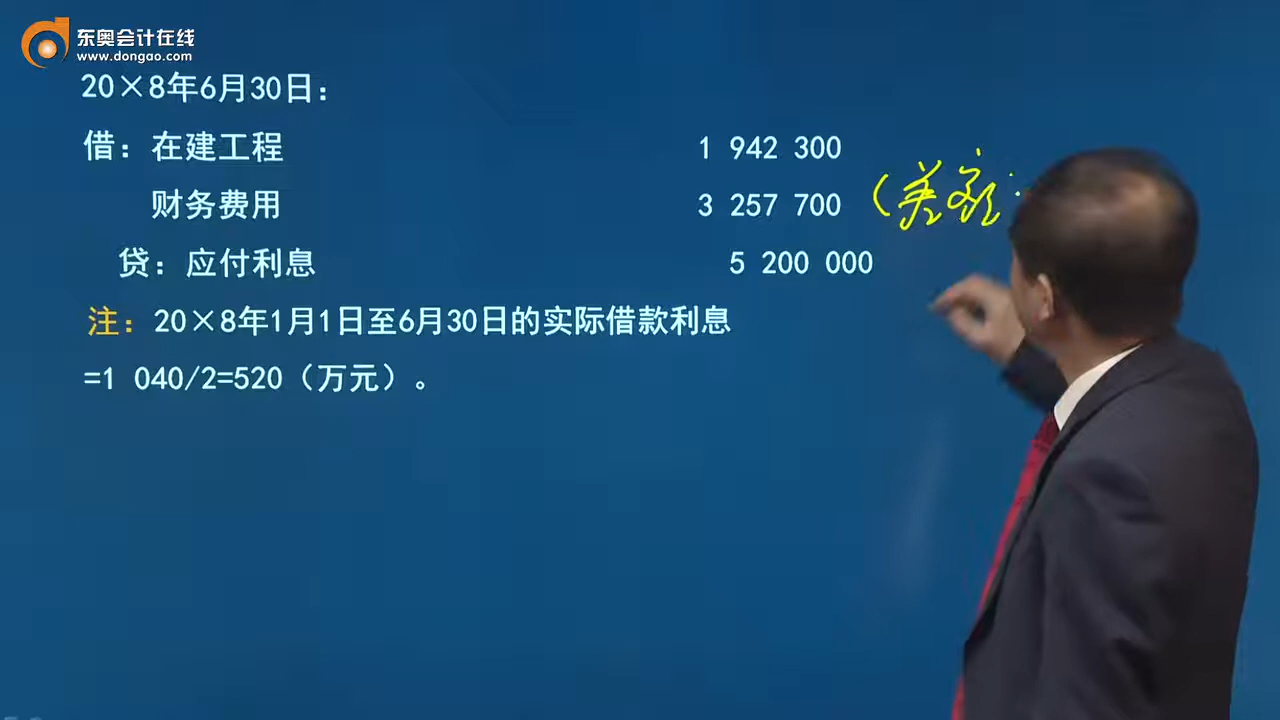 东奥会计在线
www.dongao.com
20×8年6月30日：
借：在建工程 1 942 300
财务费用 3 257 700
贷：应付利息 5 200 000
注：20×8年1月1日至6月30日的实际借款利息
=1 040/2=520（万元）。